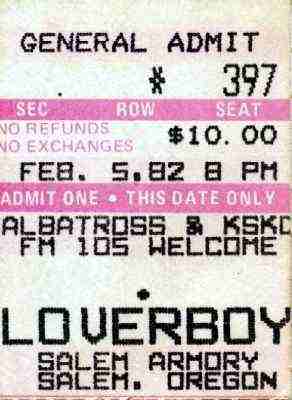 GENERAL ADMIT
* 397
SEC ROW SEAT
NO REFUNDS
NO EXCHANGES
$10.00
FEB. 5,82 8 PM
ADMIT ONE • THIS DATE ONLY
ALBATROSS & KSKD
FM 105 WELCOME
LOVERBOY
SALEM ARMORY
SALEM, OREGON